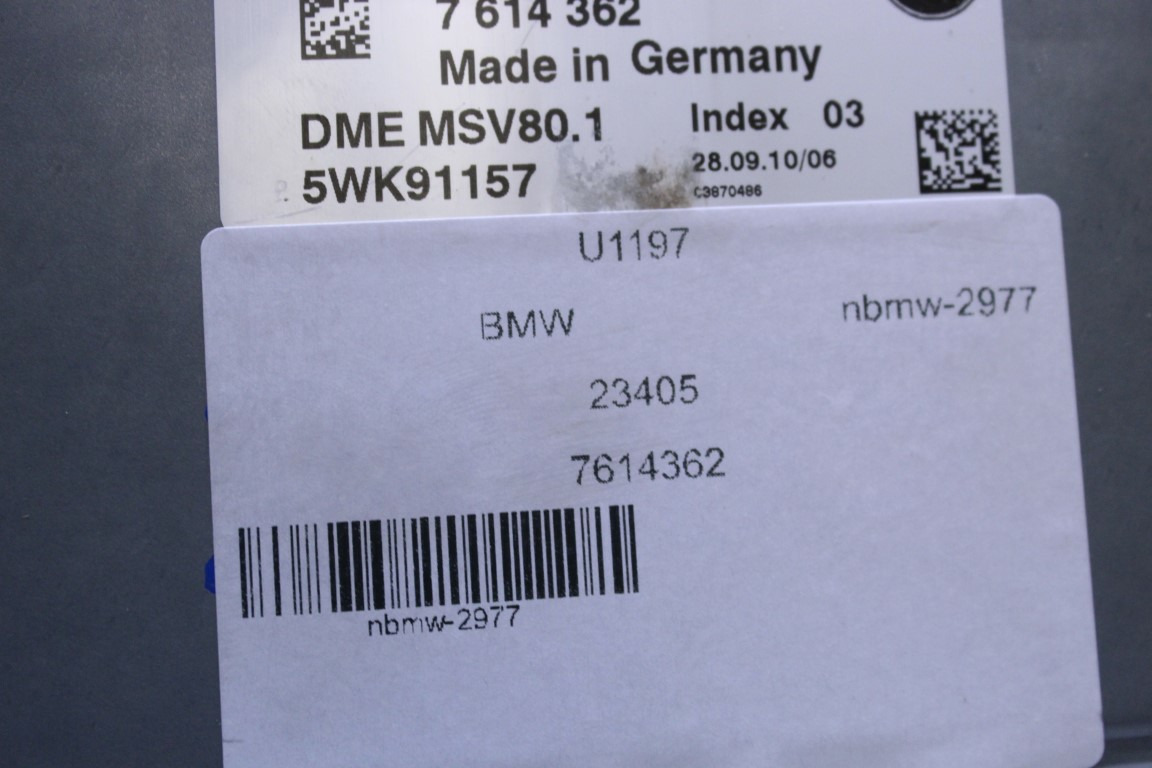 7 614 362
Made in Germany
DME MSV80.1 Index 03
5WK91157 28.09.10/06
C3870486
U1197
BMW nbmw-2977
23405
7614362
nbmw-2977